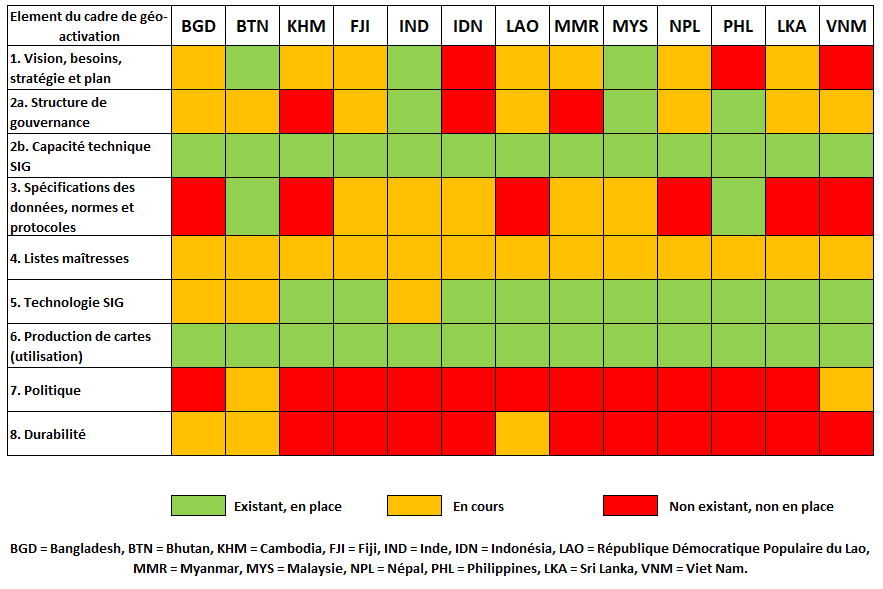 Element du cadre de géo-
activation
BGD BTN KHM FJI IND IDN LAO MMR MYS NPL PHL LKA VNM
1. Vision, besoins,
stratégie et plan
2a. Structure de
gouvernance
2b. Capacité technique
SIG
3. Spécifications des
données, normes et
protocoles
4. Listes maîtresses
5. Technologie SIG
6. Production de cartes
(utilisation)
7. Politique
8. Durabilité
Existant, en place En cours Non existant, non en place
BGD = Bangladesh, BTN = Bhutan, KHM = Cambodia, FJI = Fiji, IND = Inde, IDN = Indonésia, LAO = République Démocratique Populaire du Lao,
MMR = Myanmar, MYS = Malaysie, NPL = Népal, PHL = Philippines, LKA = Sri Lanka, VNM = Viet Nam.